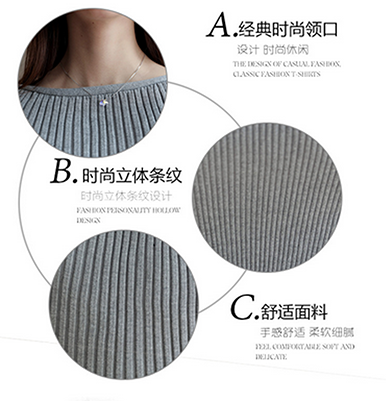 A.经典时尚领口
设计 时尚休闲
THE DESIGN OF CASUAL FASHION,
CLASSIC FASHION T-SHIRTS
B.时尚立体条纹
时尚立体条纹设计
FASHION PERSONALITY HOLLOW
DESIGN
C.舒适面料
手感舒适 柔软细腻
FEEL COMFORTABLE SOFT AND
DELICATE